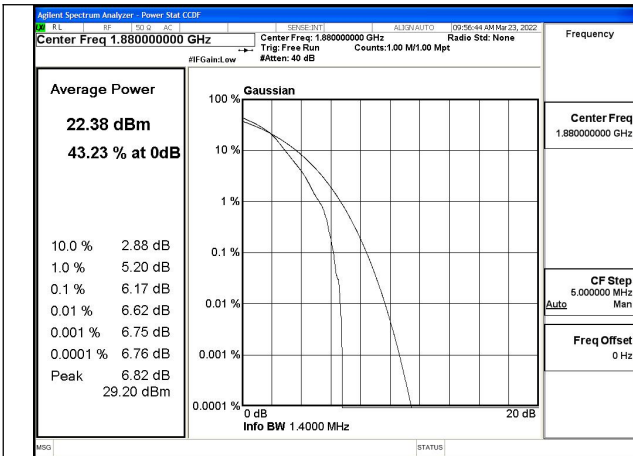 Agilent Spectrum Analyzer - Power Stat CCDF
RL RF 50 Ω AC SENSE:INT ALIGN AUTO 09:56:44 AM Mar 23, 2022
Center Freq 1.880000000 GHz
Center Freq: 1.880000000 GHz Radio Std: None
Trig: Free Run Counts:1.00 M/1.00 Mpt
#IFGain:Low #Atten: 40 dB
Frequency
Average Power
22.38 dBm
43.23 % at 0dB
10.0 % 2.88 dB
1.0 % 5.20 dB
0.1 % 6.17 dB
0.01 % 6.62 dB
0.001 % 6.75 dB
0.0001 % 6.76 dB
Peak 6.82 dB
29.20 dBm
Gaussian
100 %
10 %
1 %
0.1 %
0.01 %
0.001 %
0.0001 %
0 dB 20 dB
Info BW 1.4000 MHz
Center Freq
1.880000000 GHz
CF Step
5.000000 MHz
Auto Man
Freq Offset
0 Hz
MSG STATUS